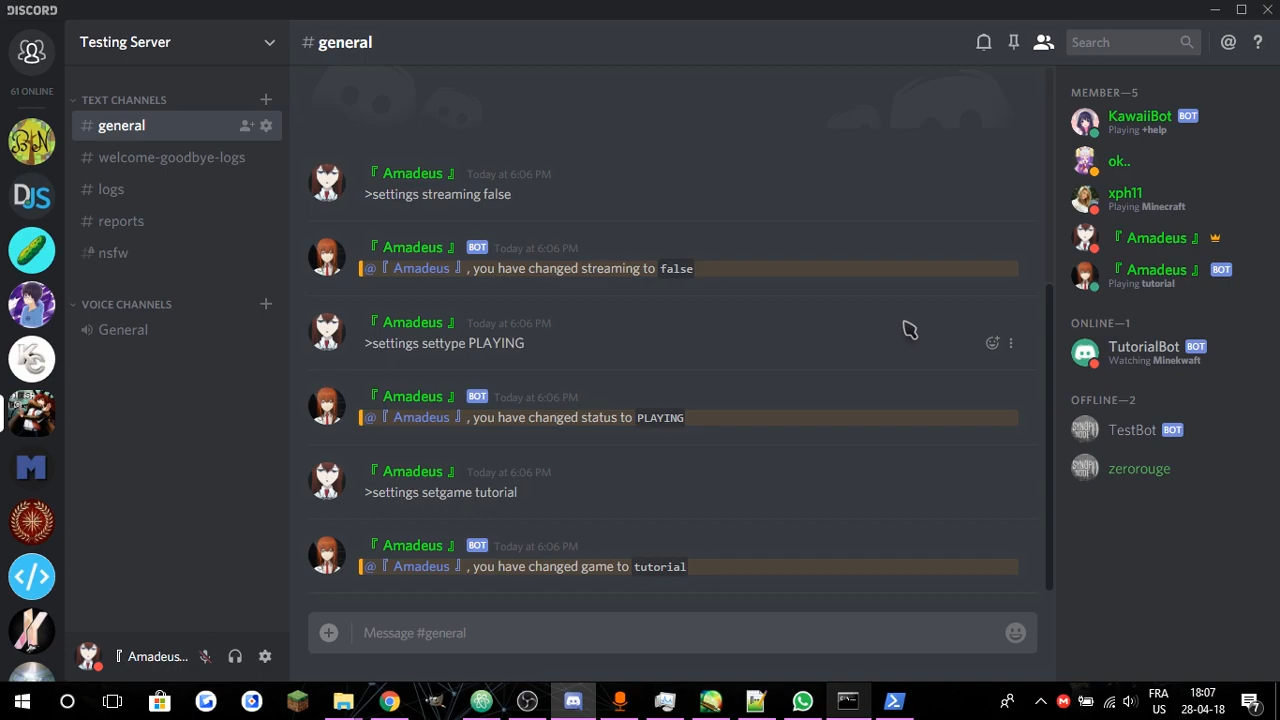 DISCORD
61 ONLINE
DJS
Testing Server
TEXT CHANNELS
# general
# welcome-goodbye-logs
# logs
# reports
# nsfw
VOICE CHANNELS
General
『 Amadeus...
# general
Search
@ ?
『 Amadeus 』 Today at 6:06 PM
>settings streaming false
『 Amadeus 』 BOT Today at 6:06 PM
@『 Amadeus 』, you have changed streaming to false
『 Amadeus 』 Today at 6:06 PM
>settings settype PLAYING
『 Amadeus 』 BOT Today at 6:06 PM
@『 Amadeus 』, you have changed status to PLAYING
『 Amadeus 』 Today at 6:06 PM
>settings setgame tutorial
『 Amadeus 』 BOT Today at 6:06 PM
@『 Amadeus 』, you have changed game to tutorial
Message #general
MEMBER—5
KawaiiBot BOT
Playing +help
ok..
xph11
Playing Minecraft
『 Amadeus 』
『 Amadeus 』 BOT
Playing tutorial
ONLINE—1
TutorialBot BOT
Watching Minekwaft
OFFLINE—2
TestBot BOT
zerorouge
FRA
US
18:07
28-04-18
7